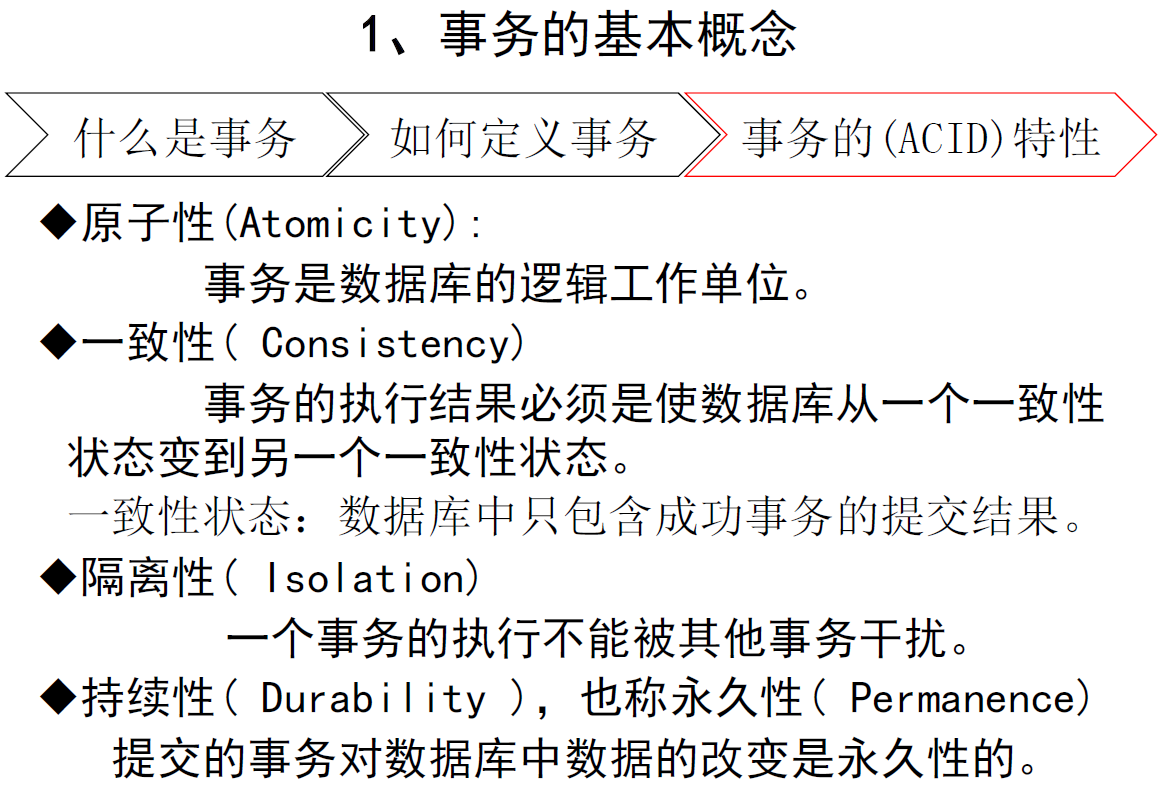 1、事务的基本概念
什么是事务 如何定义事务 事务的(ACID)特性
◆原子性(Atomicity):
事务是数据库的逻辑工作单位。
◆一致性( Consistency)
事务的执行结果必须是使数据库从一个一致性
状态变到另一个一致性状态。
一致性状态：数据库中只包含成功事务的提交结果。
◆隔离性( Isolation)
一个事务的执行不能被其他事务干扰。
◆持续性( Durability )，也称永久性( Permanence)
提交的事务对数据库中数据的改变是永久性的。